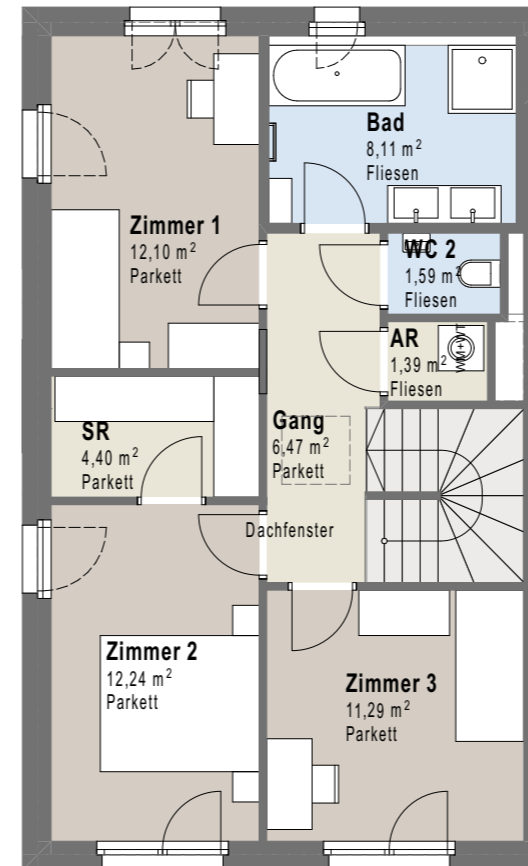 Bad
8,11 m²
Fliesen
Zimmer 1
12,10 m²
Parkett
WC 2
1,59 m²
Fliesen
AR
1,39 m²
Fliesen
WM+WT
SR
4,40 m²
Parkett
Gang
6,47 m²
Parkett
Dachfenster
Zimmer 2
12,24 m²
Parkett
Zimmer 3
11,29 m²
Parkett